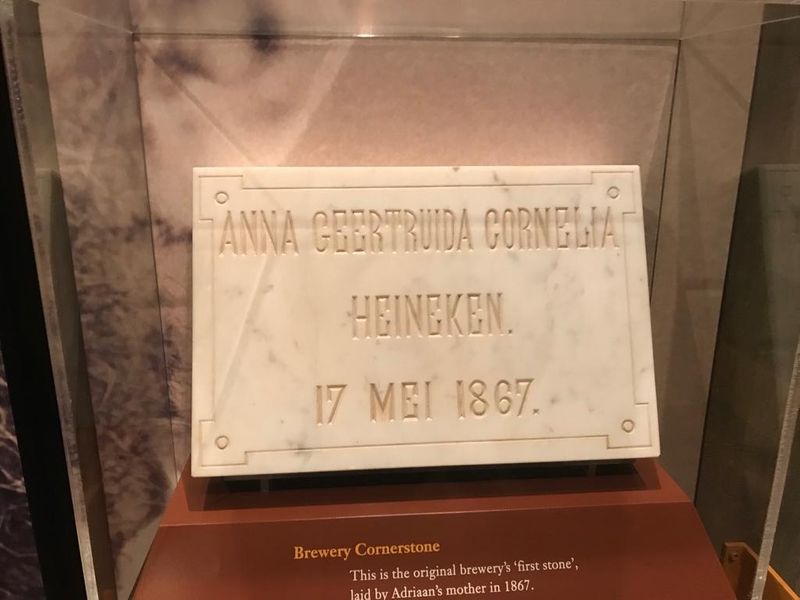 ANNA GEERTRUIDA CORNELIA
HEINEKEN.
17 MEI 1867.
Brewery Cornerstone
This is the original brewery's 'first stone',
laid by Adriaan's mother in 1867.